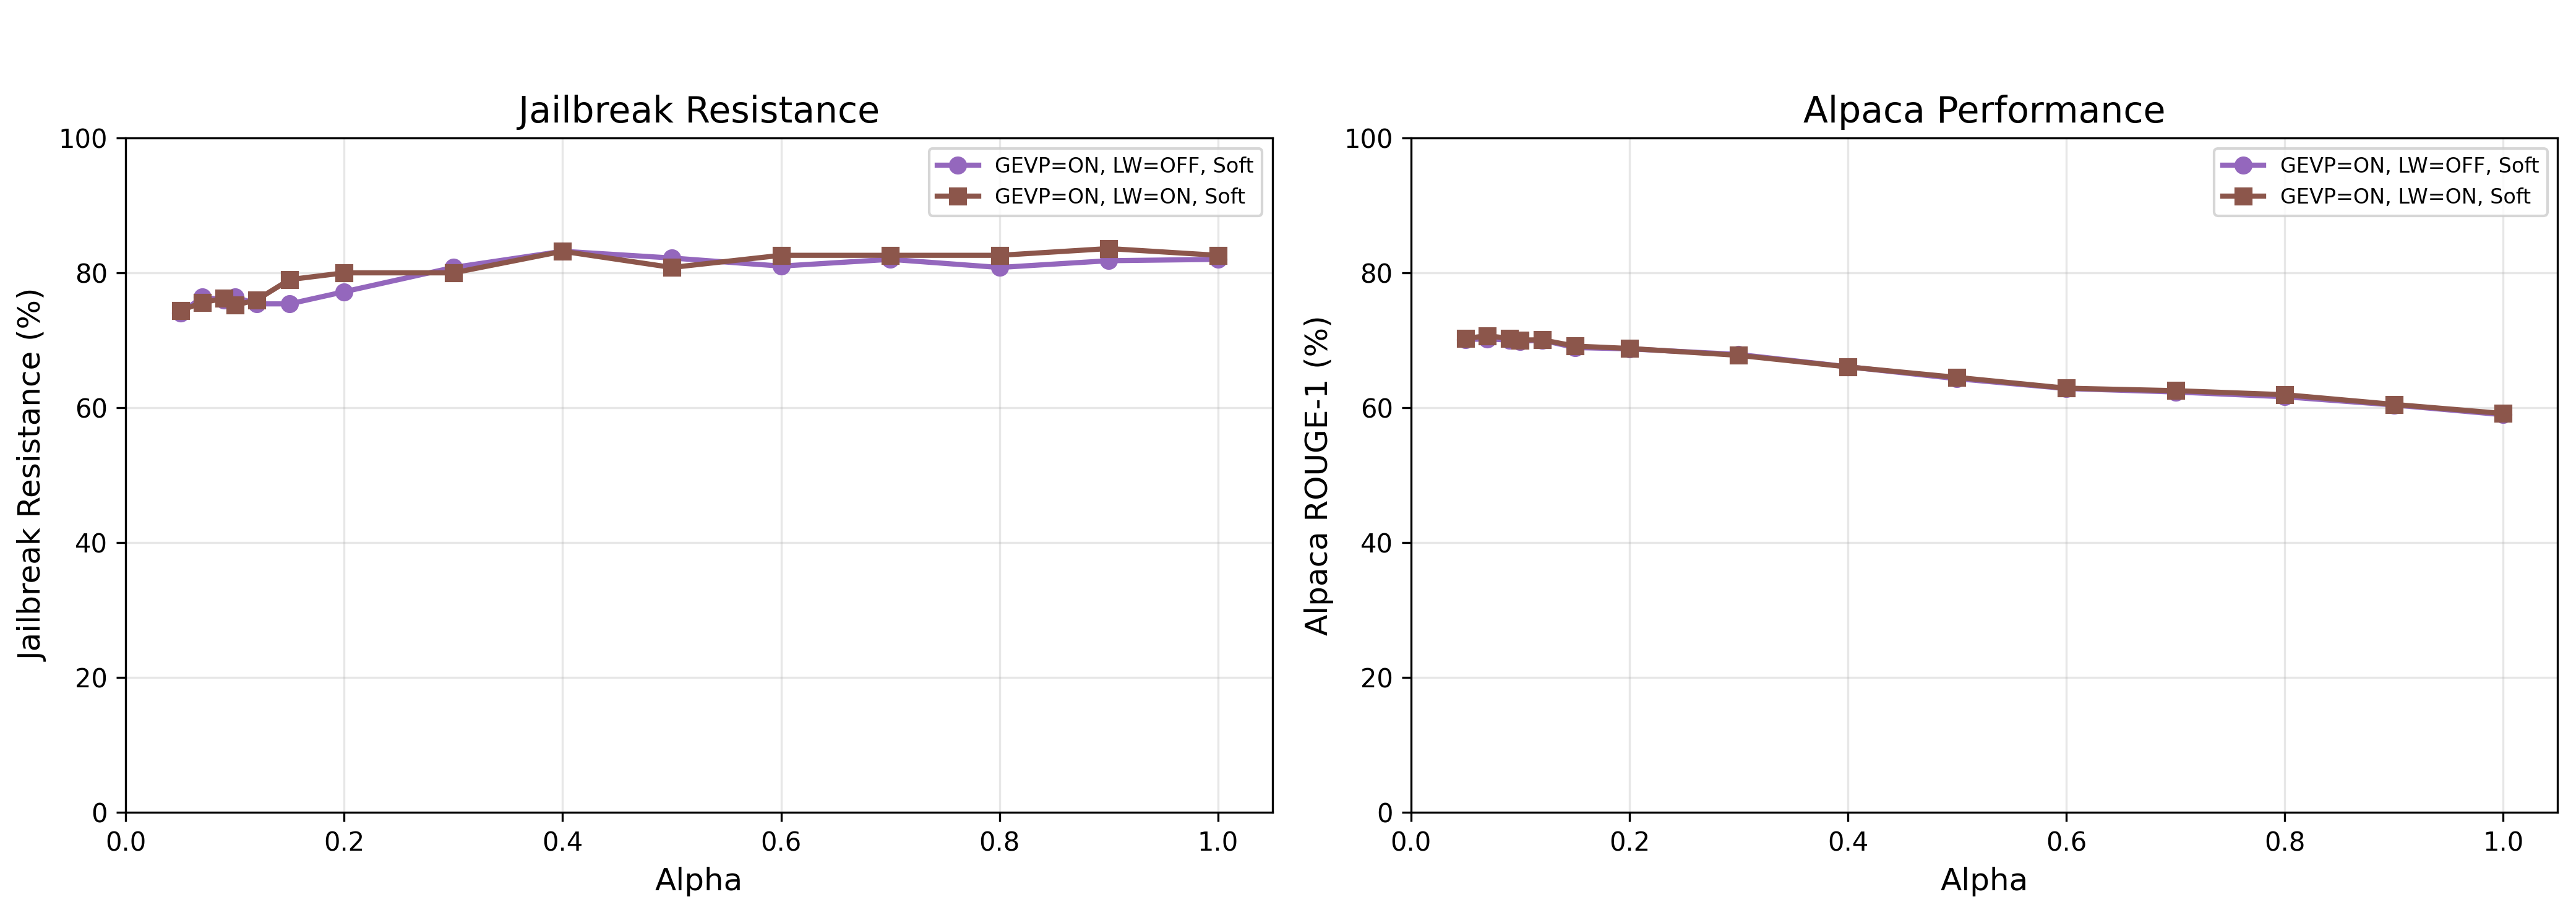 Jailbreak Resistance
100
80
60
40
20
0
Jailbreak Resistance (%)
GEVP=ON, LW=OFF, Soft
GEVP=ON, LW=ON, Soft
0.0 0.2 0.4 0.6 0.8 1.0
Alpha
Alpaca Performance
100
80
60
40
20
0
Alpaca ROUGE-1 (%)
GEVP=ON, LW=OFF, Soft
GEVP=ON, LW=ON, Soft
0.0 0.2 0.4 0.6 0.8 1.0
Alpha